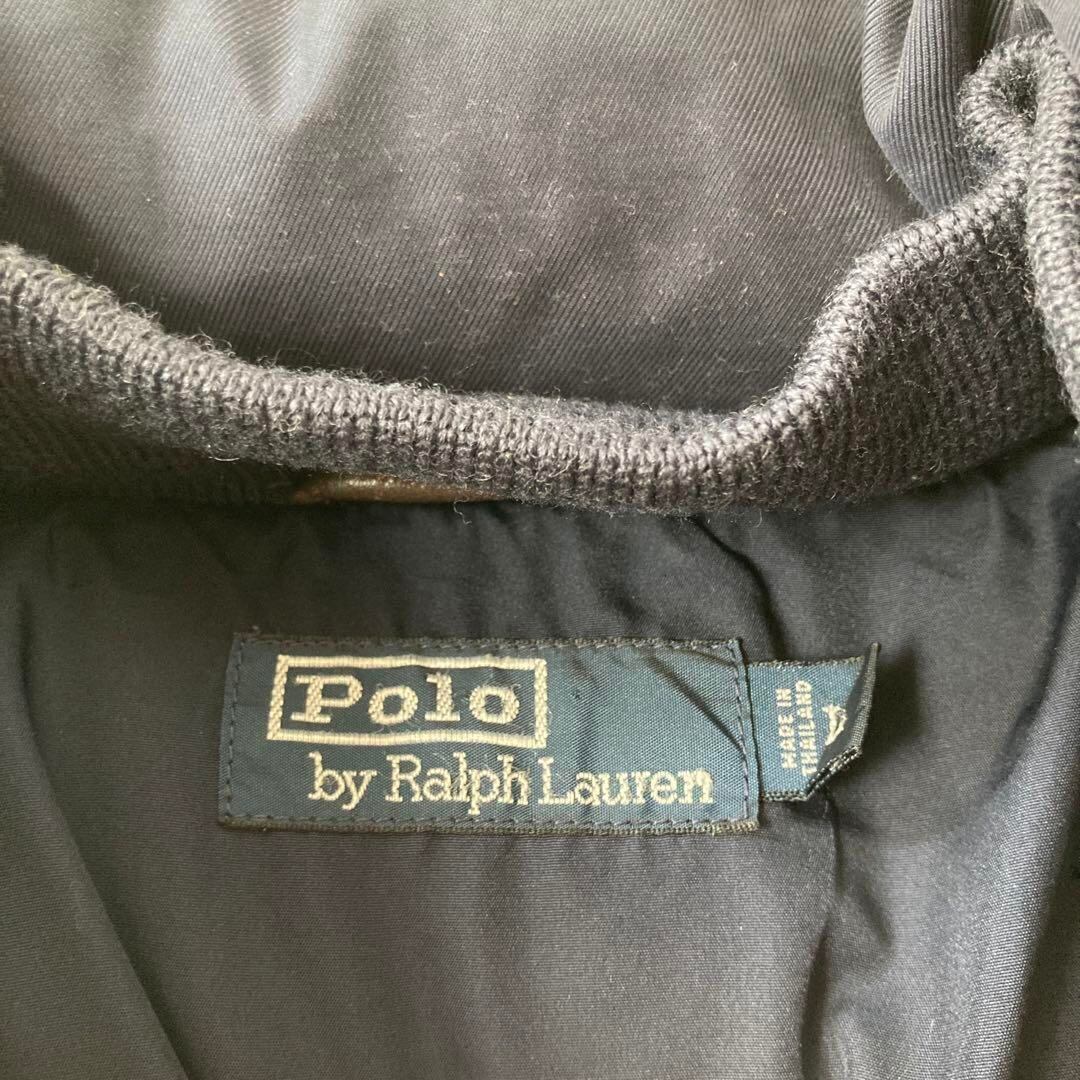 Polo
by Ralph Lauren
MADE IN
THAILAND